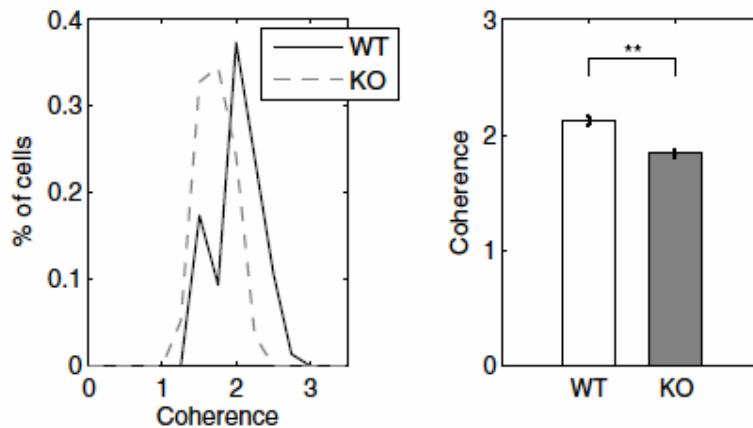 0.4
0.3
0.2
0.1
0
% of cells
WT
KO
0 1 2 3
Coherence
3
2
1
0
Coherence
**
WT KO